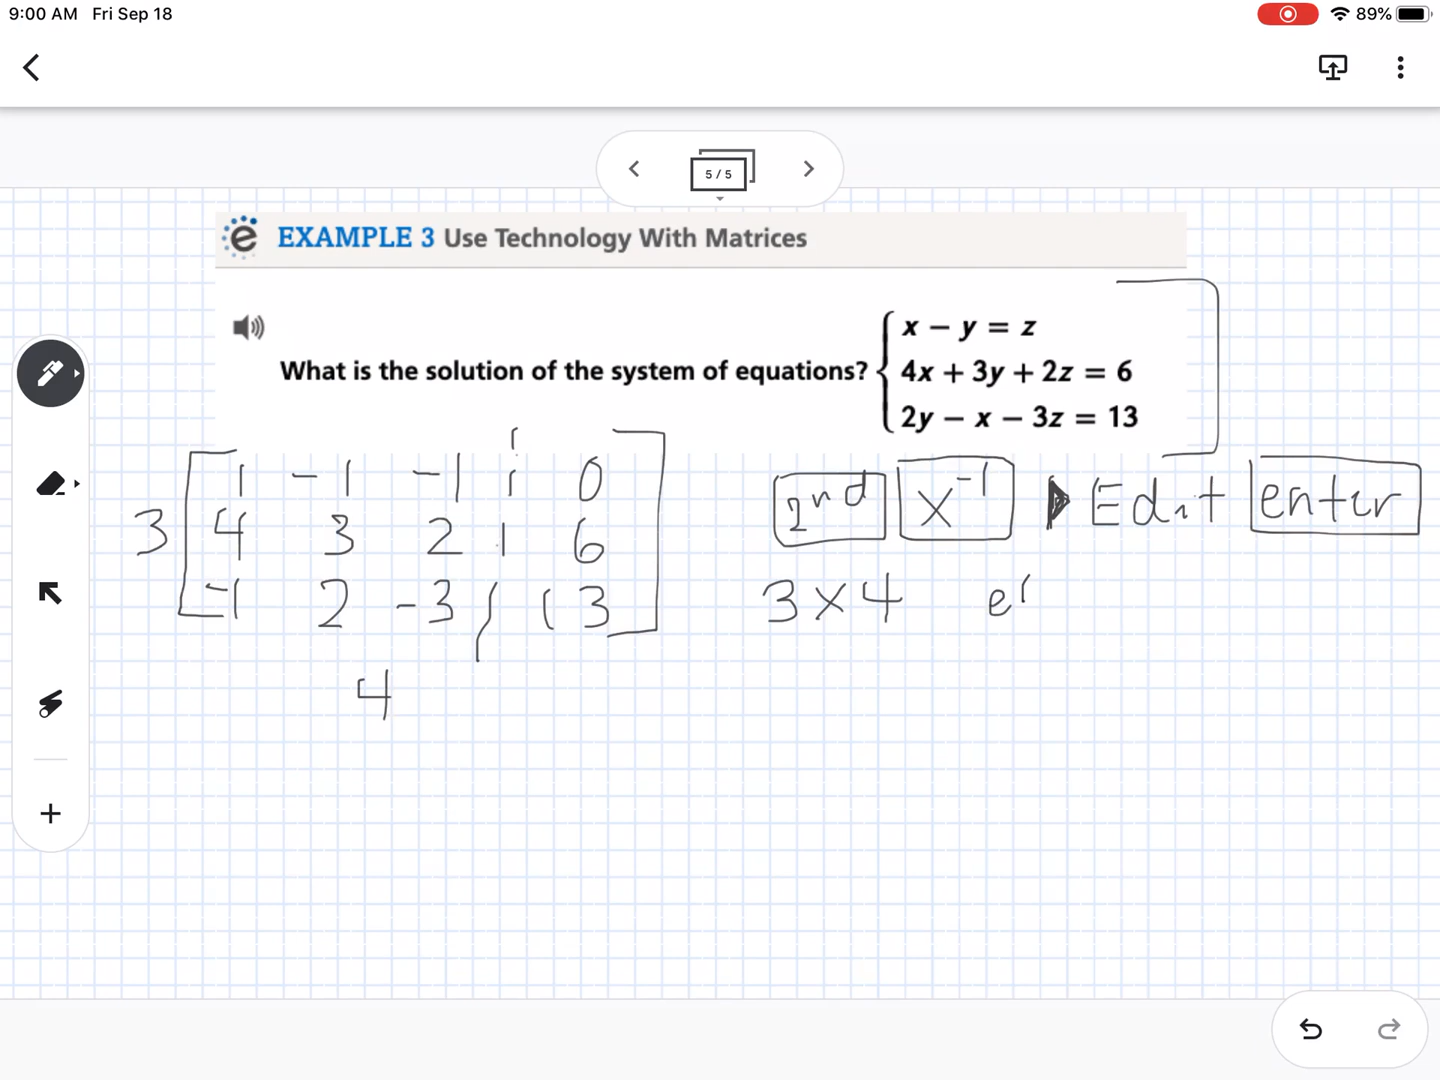 9:00 AM Fri Sep 18 89%
5 / 5
e EXAMPLE 3 Use Technology With Matrices
x − y = z
What is the solution of the system of equations? 4x + 3y + 2z = 6
2y − x − 3z = 13
1 -1 -1 | 0
3 4 3 2 | 6
-1 2 -3 | 13
4
2nd x⁻¹ ▶ Edit enter
3×4